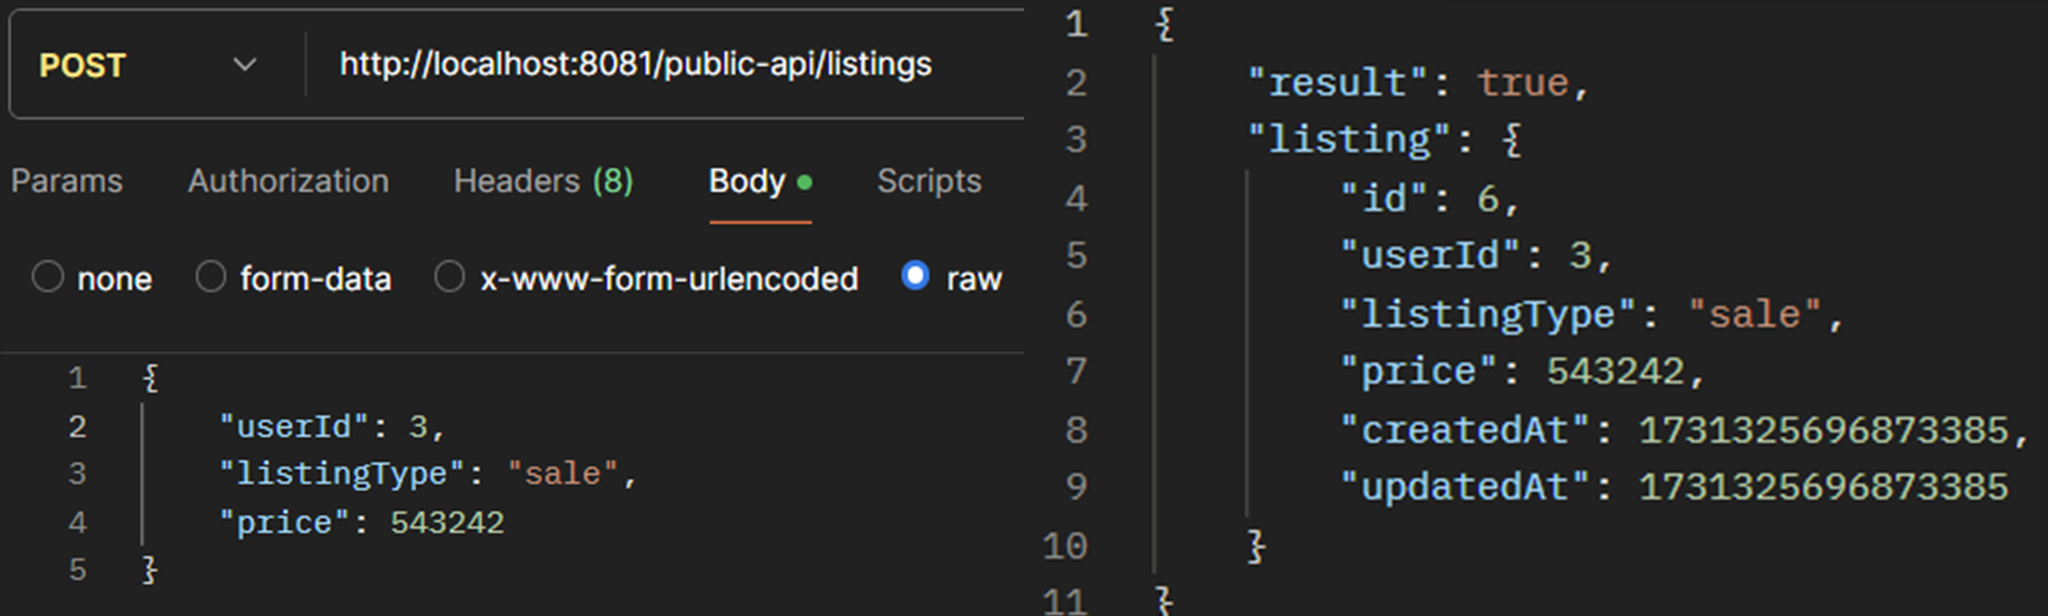 POST http://localhost:8081/public-api/listings
Params Authorization Headers (8) Body Scripts
none form-data x-www-form-urlencoded raw
1 {
2 "userId": 3,
3 "listingType": "sale",
4 "price": 543242
5 }
1 {
2 "result": true,
3 "listing": {
4 "id": 6,
5 "userId": 3,
6 "listingType": "sale",
7 "price": 543242,
8 "createdAt": 1731325696873385,
9 "updatedAt": 1731325696873385
10 }
11 }